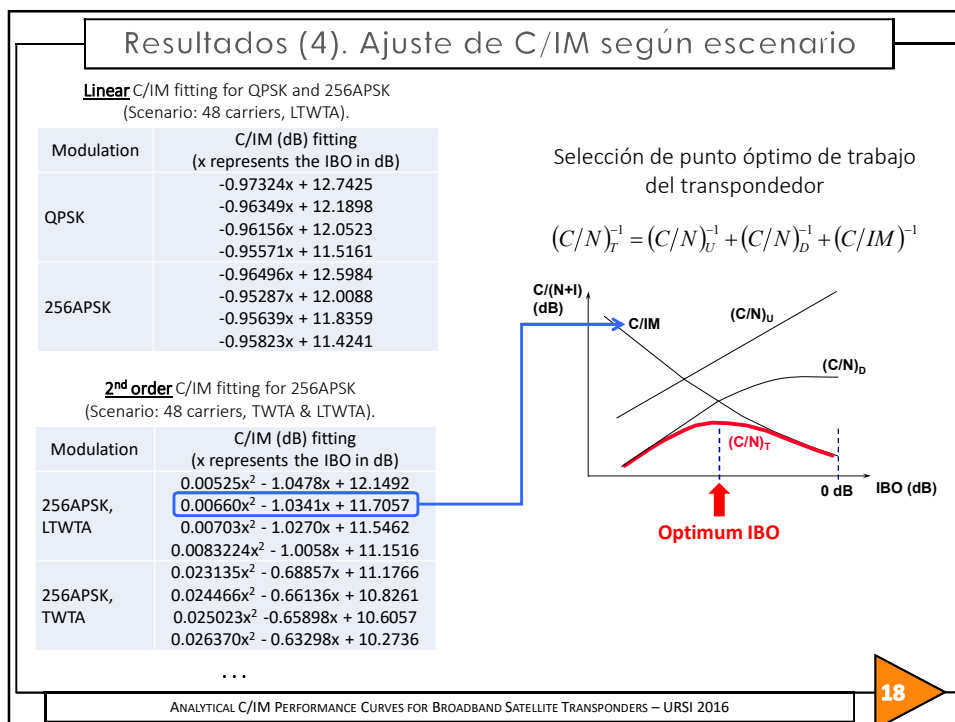 Resultados (4). Ajuste de C/IM según escenario
Linear C/IM fitting for QPSK and 256APSK
(Scenario: 48 carriers, LTWTA).
Modulation
C/IM (dB) fitting
(x represents the IBO in dB)
QPSK
-0.97324x + 12.7425
-0.96349x + 12.1898
-0.96156x + 12.0523
-0.95571x + 11.5161
256APSK
-0.96496x + 12.5984
-0.95287x + 12.0088
-0.95639x + 11.8359
-0.95823x + 11.4241
2nd order C/IM fitting for 256APSK
(Scenario: 48 carriers, TWTA & LTWTA).
Modulation
C/IM (dB) fitting
(x represents the IBO in dB)
256APSK,
LTWTA
0.00525x² - 1.0478x + 12.1492
0.00660x² - 1.0341x + 11.7057
0.00703x² - 1.0270x + 11.5462
0.0083224x² - 1.0058x + 11.1516
256APSK,
TWTA
0.023135x² - 0.68857x + 11.1766
0.024466x² - 0.66136x + 10.8261
0.025023x² -0.65898x + 10.6057
0.026370x² - 0.63298x + 10.2736
...
Selección de punto óptimo de trabajo
del transpondedor
(C/N)_T^{-1} = (C/N)_U^{-1} + (C/N)_D^{-1} + (C/IM)^{-1}
C/(N+I)
(dB)
C/IM
(C/N)U
(C/N)D
(C/N)T
0 dB
IBO (dB)
Optimum IBO
ANALYTICAL C/IM PERFORMANCE CURVES FOR BROADBAND SATELLITE TRANSPONDERS – URSI 2016
18